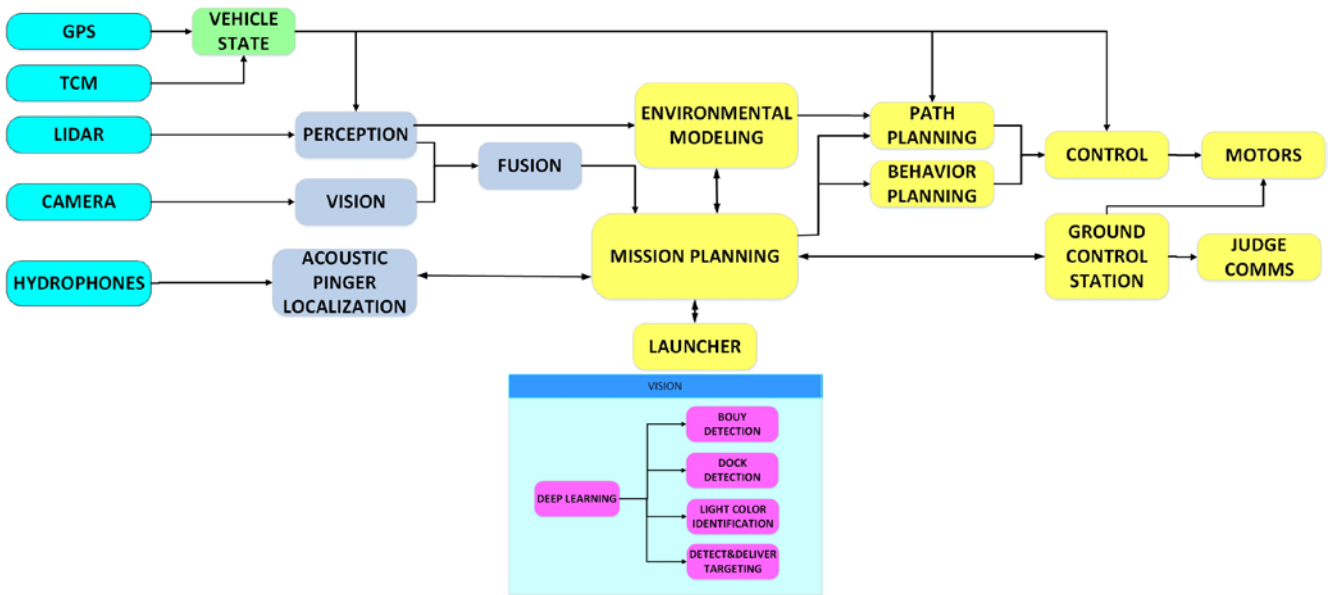 GPS
VEHICLE
STATE
TCM
LIDAR
PERCEPTION
ENVIRONMENTAL
MODELING
PATH
PLANNING
CAMERA
VISION
FUSION
BEHAVIOR
PLANNING
CONTROL
MOTORS
HYDROPHONES
ACOUSTIC
PINGER
LOCALIZATION
MISSION PLANNING
GROUND
CONTROL
STATION
JUDGE
COMMS
LAUNCHER
VISION
DEEP LEARNING
BOUY
DETECTION
DOCK
DETECTION
LIGHT COLOR
IDENTIFICATION
DETECT&DELIVER
TARGETING